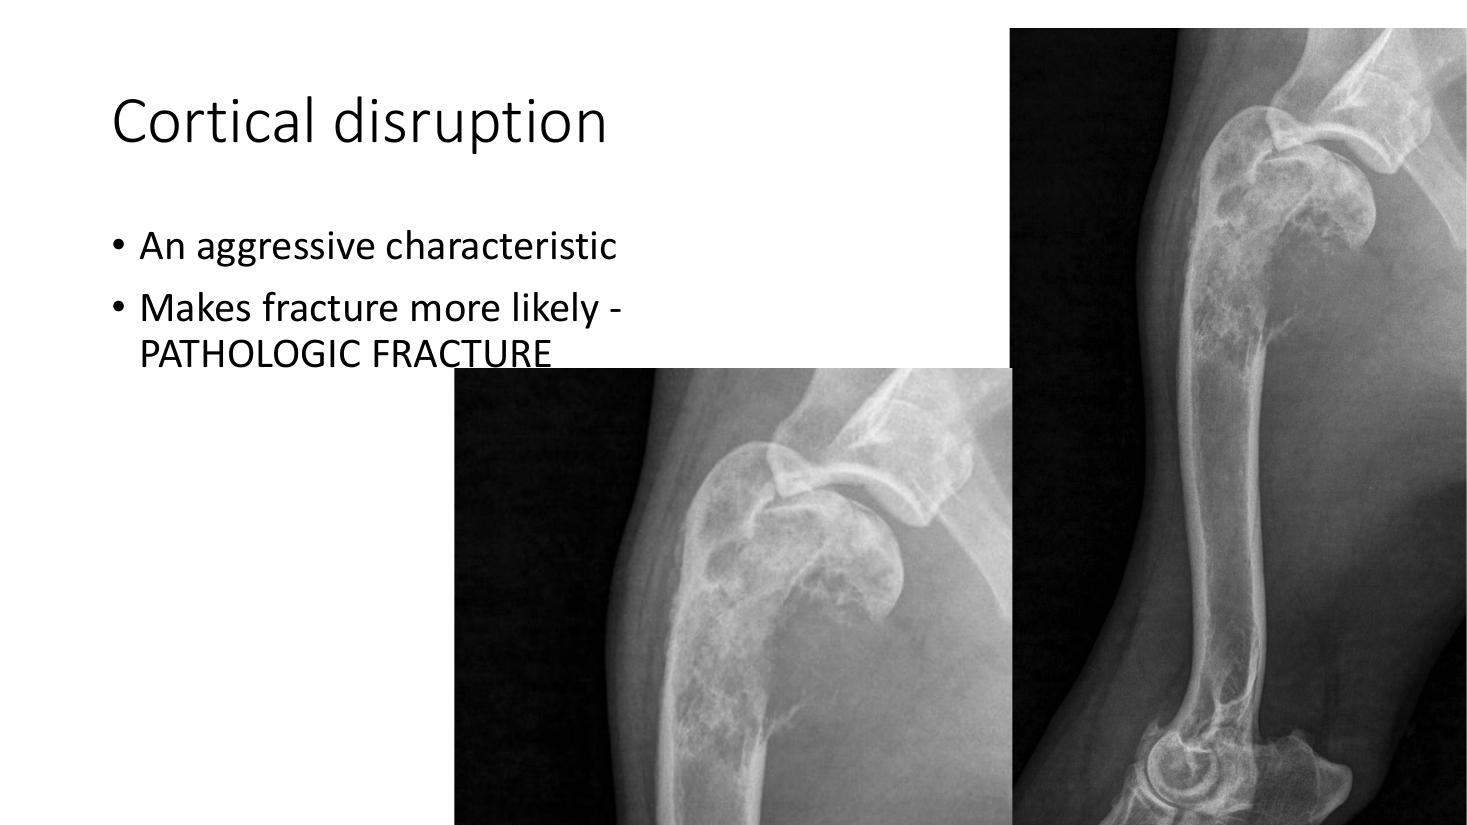 Cortical disruption
• An aggressive characteristic
• Makes fracture more likely -
PATHOLOGIC FRACTURE